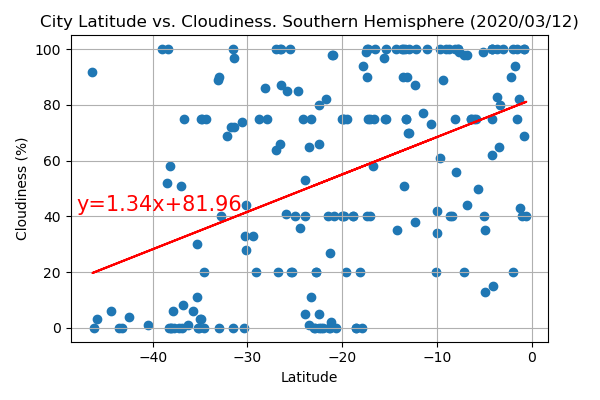 City Latitude vs. Cloudiness. Southern Hemisphere (2020/03/12)
100
80
60
40
20
0
Cloudiness (%)
y=1.34x+81.96
−40
−30
−20
−10
0
Latitude